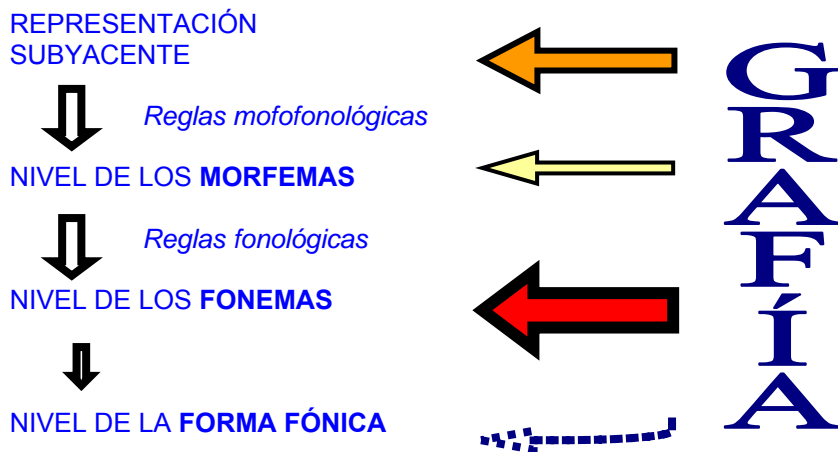 REPRESENTACIÓN
SUBYACENTE
Reglas mofofonológicas
NIVEL DE LOS MORFEMAS
Reglas fonológicas
NIVEL DE LOS FONEMAS
NIVEL DE LA FORMA FÓNICA
GRAFÍA